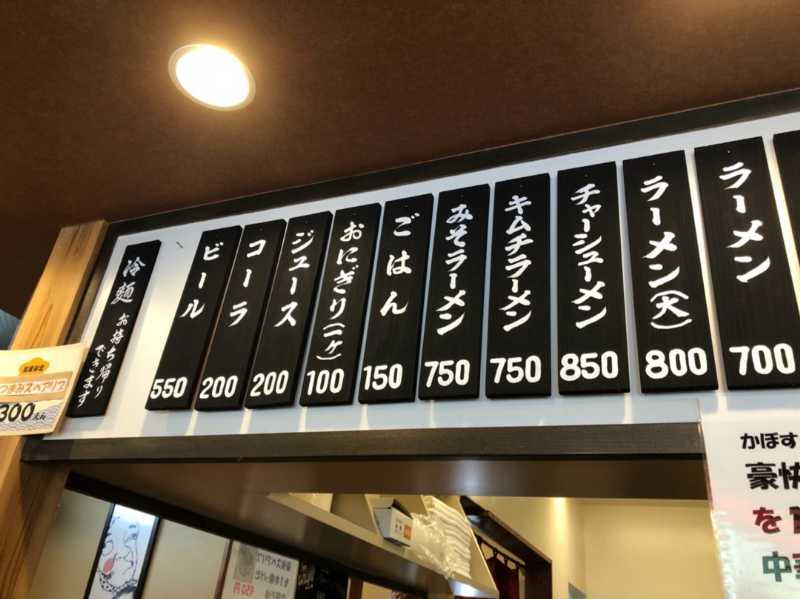 ラーメン
700
ラーメン(大)
800
チャーシューメン
850
キムチラーメン
750
みそラーメン
750
ごはん
150
おにぎり(一ケ)
100
ジュース
200
コーラ
200
ビール
550
冷麺 お持ち帰り
できます
300
かぼす
豪快
を
中